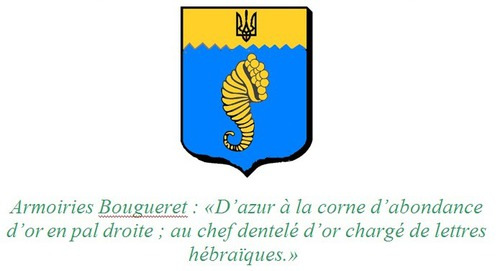 Armoiries Bougueret : «D’azur à la corne d’abondance
d’or en pal droite ; au chef dentelé d’or chargé de lettres
hébraïques.»